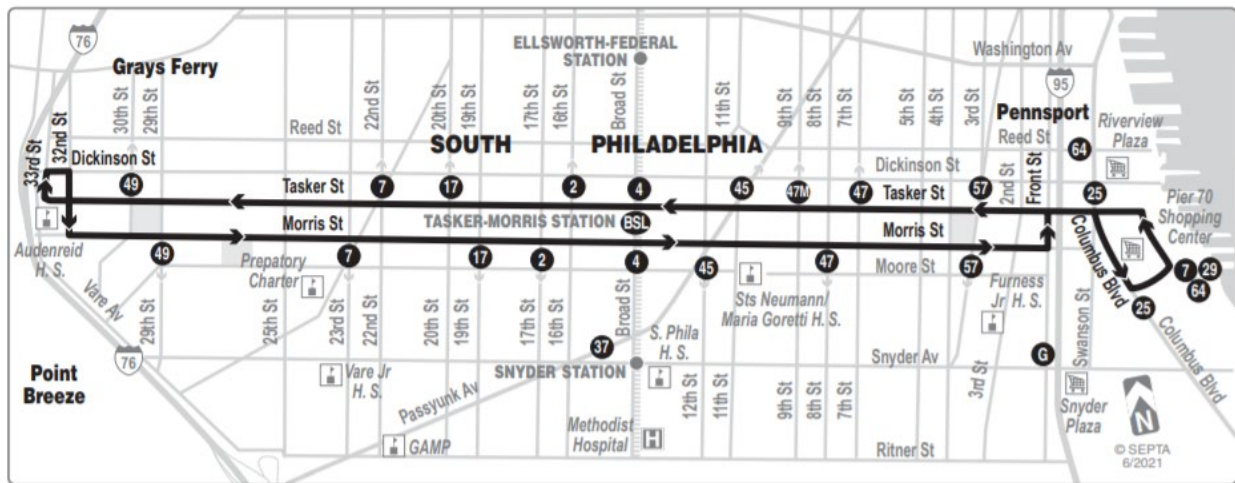 76
Grays Ferry
ELLSWORTH-FEDERAL
STATION
Washington Av
95
Pennsport
33rd St
32nd St
30th St
29th St
22nd St
20th St
19th St
17th St
16th St
Broad St
11th St
9th St
8th St
7th St
5th St
4th St
3rd St
2nd St
Front St
Reed St
SOUTH PHILADELPHIA
Reed St
64
Riverview
Plaza
Dickinson St
Dickinson St
49
Tasker St
7
17
2
4
45
47M
47
Tasker St
57
25
Pier 70
Shopping
Center
TASKER-MORRIS STATION
BSL
Morris St
Morris St
Audenreid
H. S.
49
Prepatory
Charter
7
17
2
4
45
47
Moore St
57
Columbus Blvd
7
29
64
25
Sts Neumann/
Maria Goretti H. S.
Furness
Jr H. S.
Vare Av
29th St
25th St
23rd St
22nd St
20th St
19th St
17th St
16th St
Broad St
12th St
11th St
9th St
8th St
7th St
3rd St
Swanson St
Columbus Blvd
76
Point
Breeze
37
S. Phila
H. S.
Snyder Av
G
SNYDER STATION
Vare Jr
H. S.
Passyunk Av
Snyder
Plaza
N
GAMP
Methodist
Hospital
H
Ritner St
© SEPTA
6/2021